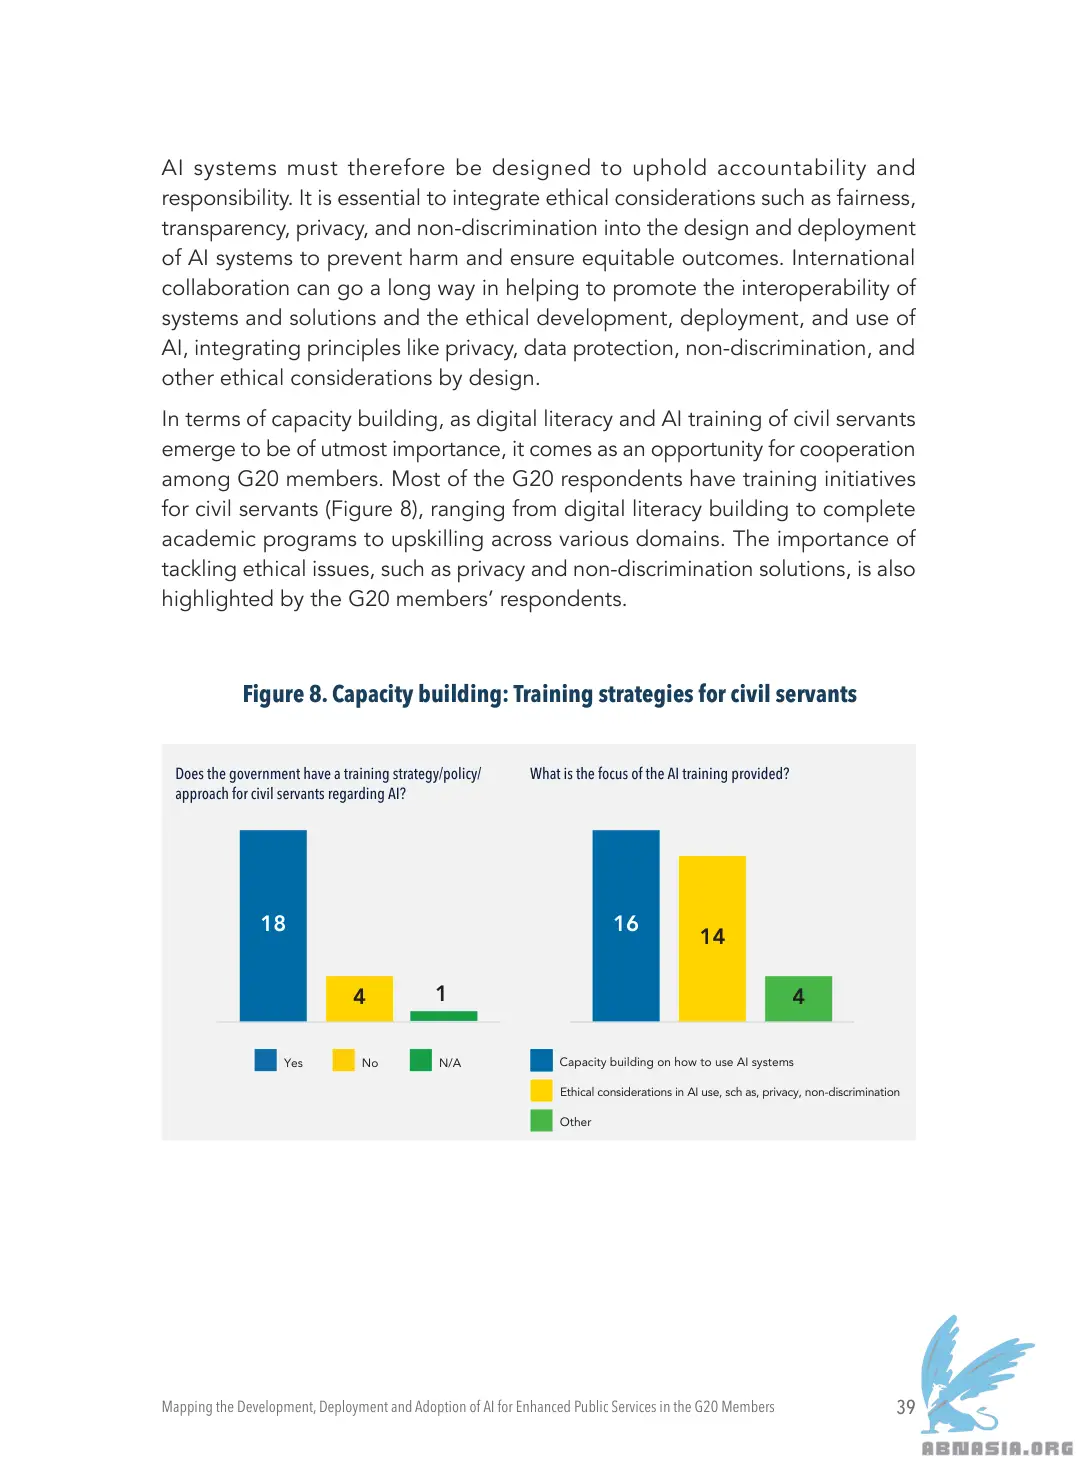 AI systems must therefore be designed to uphold accountability and
responsibility. It is essential to integrate ethical considerations such as fairness,
transparency, privacy, and non-discrimination into the design and deployment
of AI systems to prevent harm and ensure equitable outcomes. International
collaboration can go a long way in helping to promote the interoperability of
systems and solutions and the ethical development, deployment, and use of
AI, integrating principles like privacy, data protection, non-discrimination, and
other ethical considerations by design.
In terms of capacity building, as digital literacy and AI training of civil servants
emerge to be of utmost importance, it comes as an opportunity for cooperation
among G20 members. Most of the G20 respondents have training initiatives
for civil servants (Figure 8), ranging from digital literacy building to complete
academic programs to upskilling across various domains. The importance of
tackling ethical issues, such as privacy and non-discrimination solutions, is also
highlighted by the G20 members’ respondents.
Figure 8. Capacity building: Training strategies for civil servants
Does the government have a training strategy/policy/
approach for civil servants regarding AI?
18
4
1
Yes
No
N/A
What is the focus of the AI training provided?
16
14
4
Capacity building on how to use AI systems
Ethical considerations in AI use, sch as, privacy, non-discrimination
Other
Mapping the Development, Deployment and Adoption of AI for Enhanced Public Services in the G20 Members
39
ABNASIA.ORG